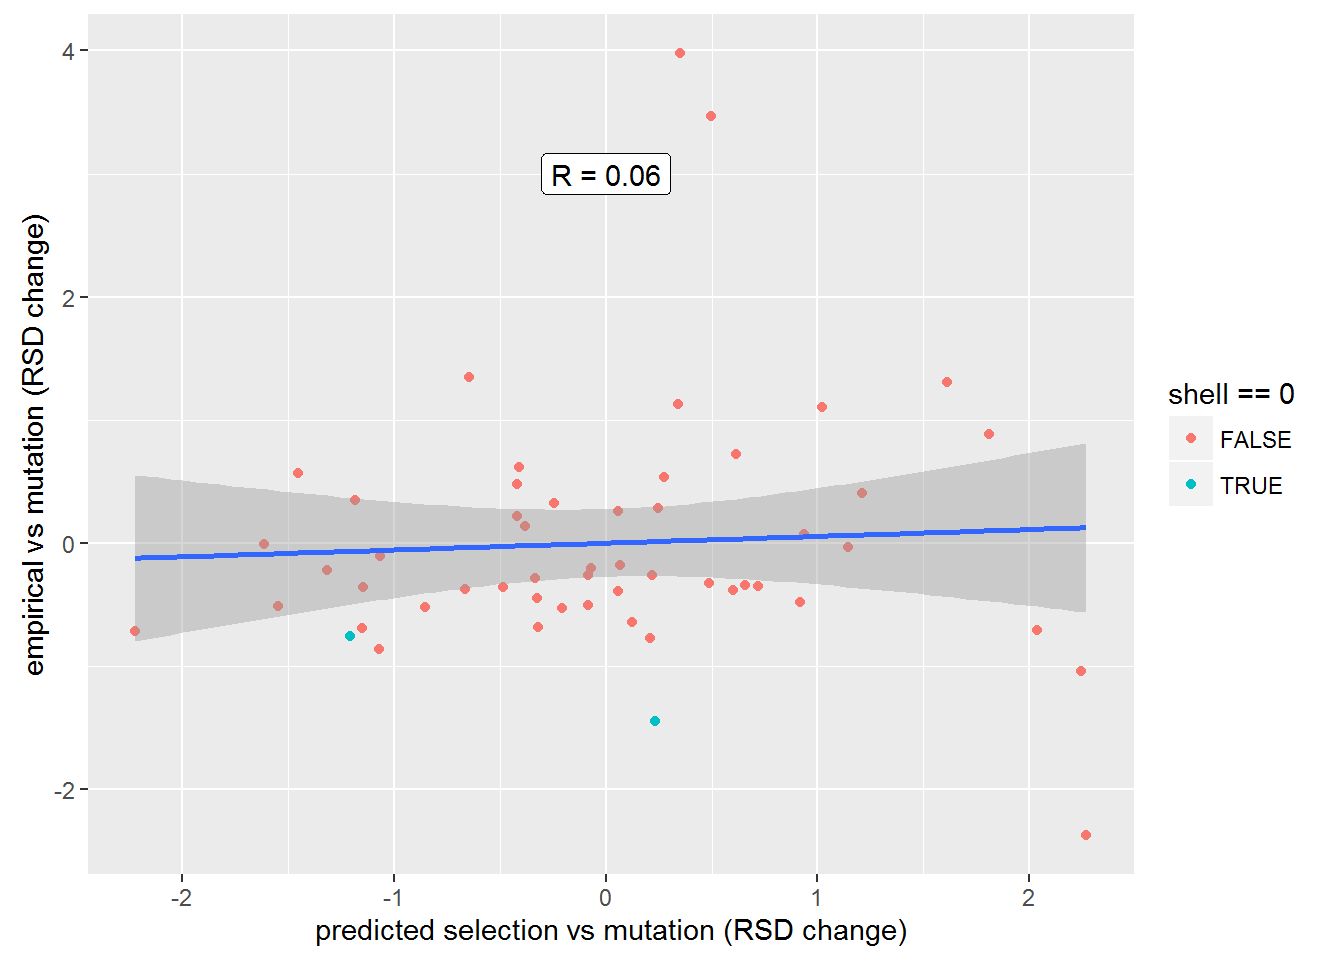 4
2
0
-2
-2
-1
0
1
2
R = 0.06
empirical vs mutation (RSD change)
predicted selection vs mutation (RSD change)
shell == 0
FALSE
TRUE